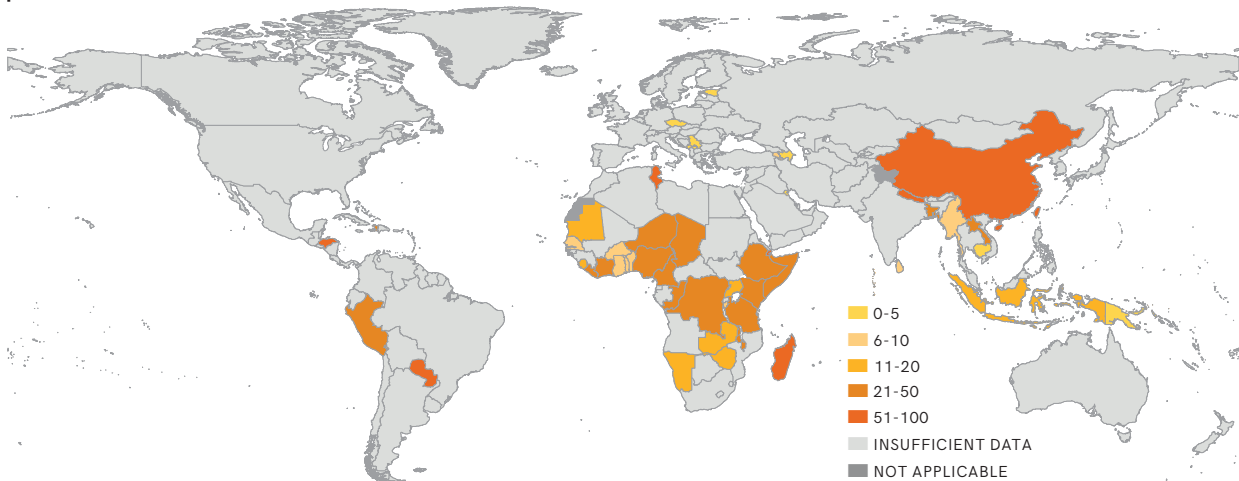 0-5
6-10
11-20
21-50
51-100
INSUFFICIENT DATA
NOT APPLICABLE